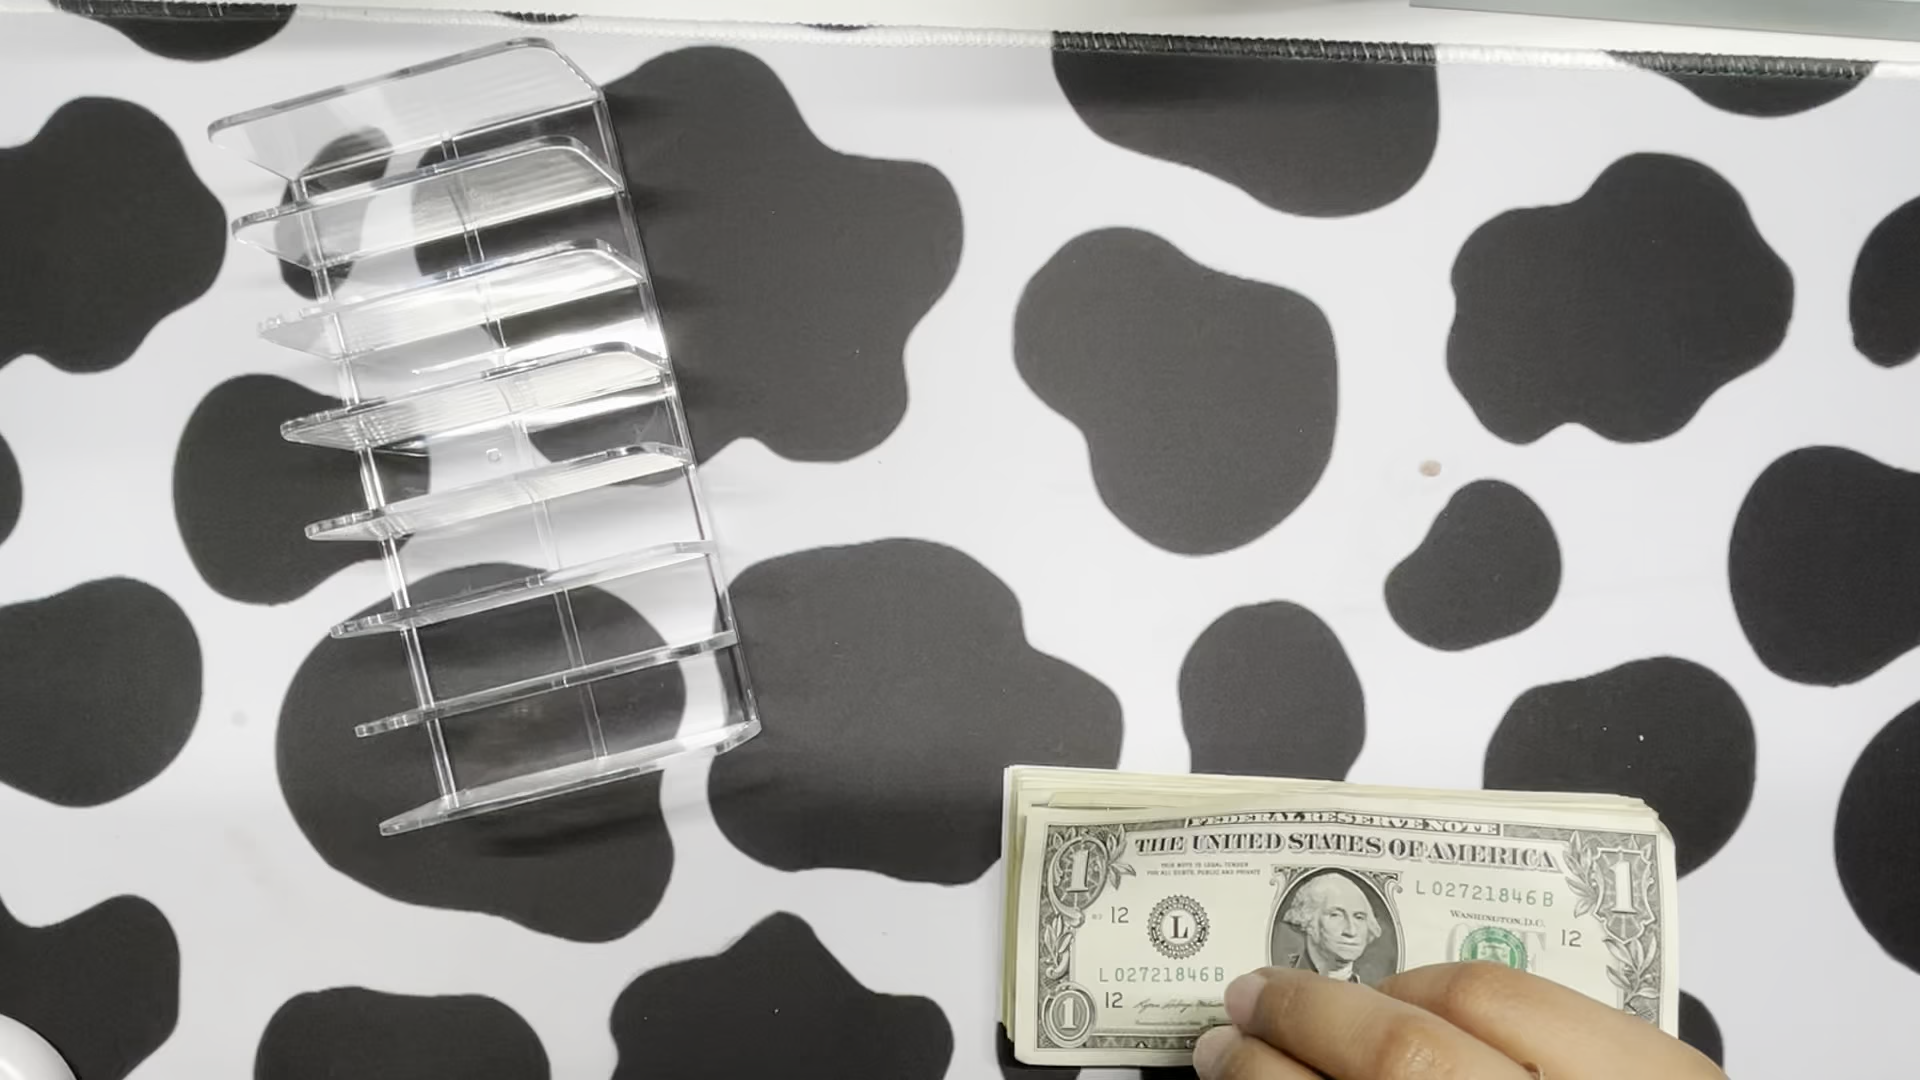 FEDERAL RESERVE NOTE
THE UNITED STATES OF AMERICA
THIS NOTE IS LEGAL TENDER
FOR ALL DEBTS, PUBLIC AND PRIVATE
L 02721846 B
WASHINGTON, D.C.
1
1
12
L
12
L 02721846 B
12
1